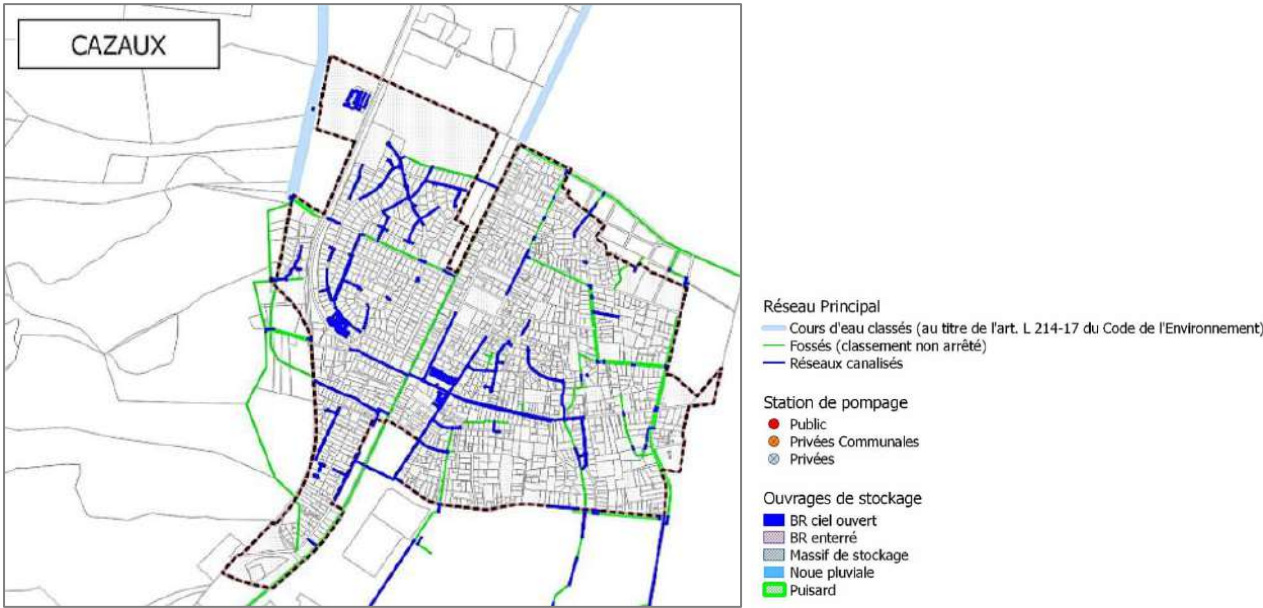 CAZAUX
Réseau Principal
Cours d'eau classés (au titre de l'art. L 214-17 du Code de l'Environnement)
Fossés (classement non arrêté)
Réseaux canalisés
Station de pompage
Public
Privées Communales
Privées
Ouvrages de stockage
BR ciel ouvert
BR enterré
Massif de stockage
Noue pluviale
Puisard